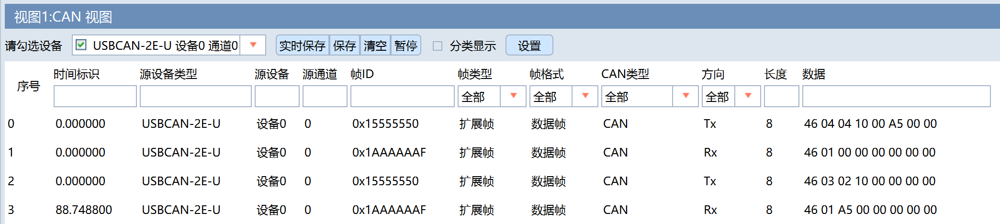 视图1:CAN 视图
请勾选设备 USBCAN-2E-U 设备0 通道0 实时保存 保存 清空 暂停 分类显示 设置
序号 时间标识 源设备类型 源设备 源通道 帧ID 帧类型 帧格式 CAN类型 方向 长度 数据
全部 全部 全部 全部
0 0.000000 USBCAN-2E-U 设备0 0 0x15555550 扩展帧 数据帧 CAN Tx 8 46 04 04 10 00 A5 00 00
1 0.000000 USBCAN-2E-U 设备0 0 0x1AAAAAAF 扩展帧 数据帧 CAN Rx 8 46 01 00 00 00 00 00 00
2 0.000000 USBCAN-2E-U 设备0 0 0x15555550 扩展帧 数据帧 CAN Tx 8 46 03 02 10 00 00 00 00
3 88.748800 USBCAN-2E-U 设备0 0 0x1AAAAAAF 扩展帧 数据帧 CAN Rx 8 46 01 A5 00 00 00 00 00